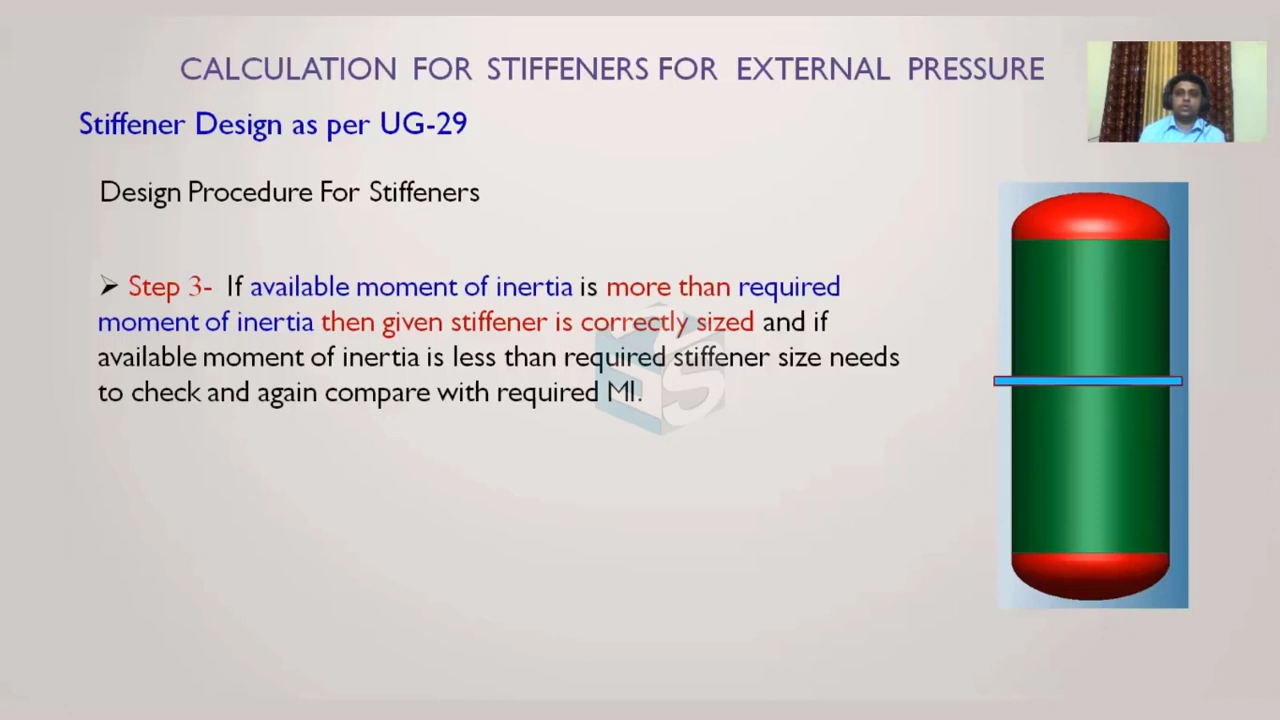 CALCULATION FOR STIFFENERS FOR EXTERNAL PRESSURE
Stiffener Design as per UG-29
Design Procedure For Stiffeners
➢ Step 3- If available moment of inertia is more than required
moment of inertia then given stiffener is correctly sized and if
available moment of inertia is less than required stiffener size needs
to check and again compare with required MI.